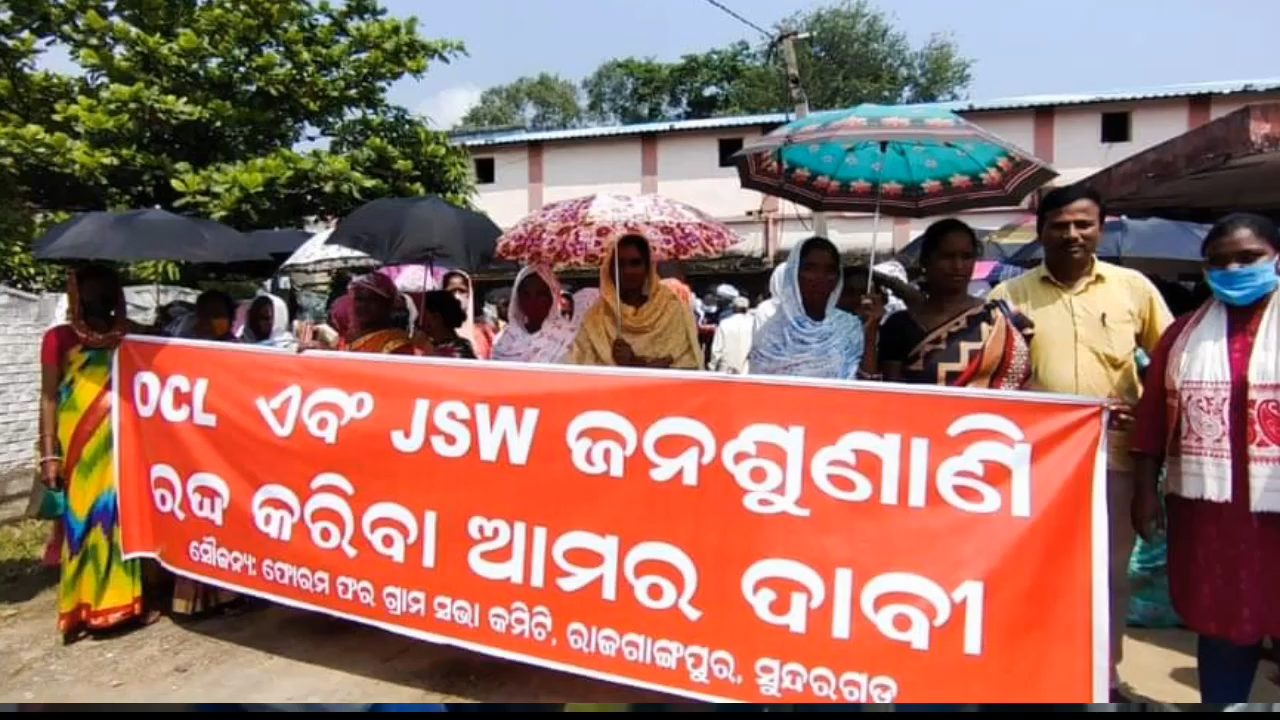 OCL ଏବଂ JSW ଜନଶୁଣାଣି
ରଦ୍ଦ କରିବା ଆମର ଦାବୀ
ସୌଜନ୍ୟ: ଫୋରମ ଫର ଗ୍ରାମ ସଭା କମିଟି, ରାଜଗାଙ୍ଗପୁର, ସୁନ୍ଦରଗଡ